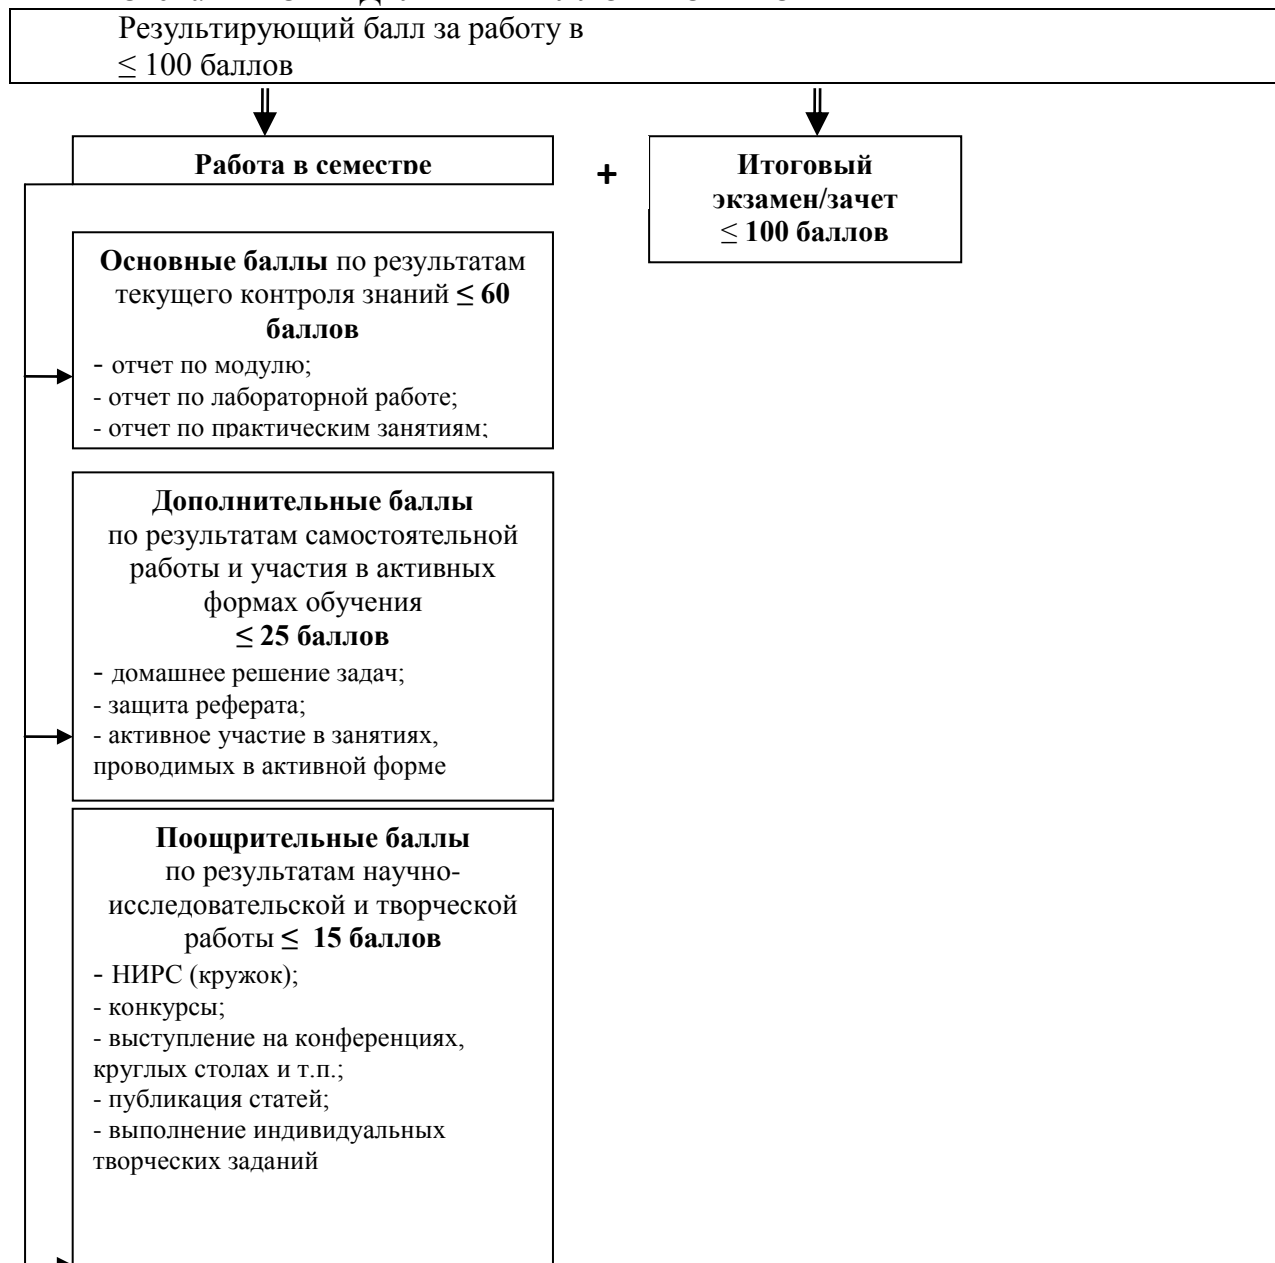 Результирующий балл за работу в
≤ 100 баллов
Работа в семестре
+
Итоговый
экзамен/зачет
≤ 100 баллов
Основные баллы по результатам
текущего контроля знаний ≤ 60
баллов
- отчет по модулю;
- отчет по лабораторной работе;
- отчет по практическим занятиям;
Дополнительные баллы
по результатам самостоятельной
работы и участия в активных
формах обучения
≤ 25 баллов
- домашнее решение задач;
- защита реферата;
- активное участие в занятиях,
проводимых в активной форме
Поощрительные баллы
по результатам научно-
исследовательской и творческой
работы ≤ 15 баллов
- НИРС (кружок);
- конкурсы;
- выступление на конференциях,
круглых столах и т.п.;
- публикация статей;
- выполнение индивидуальных
творческих заданий